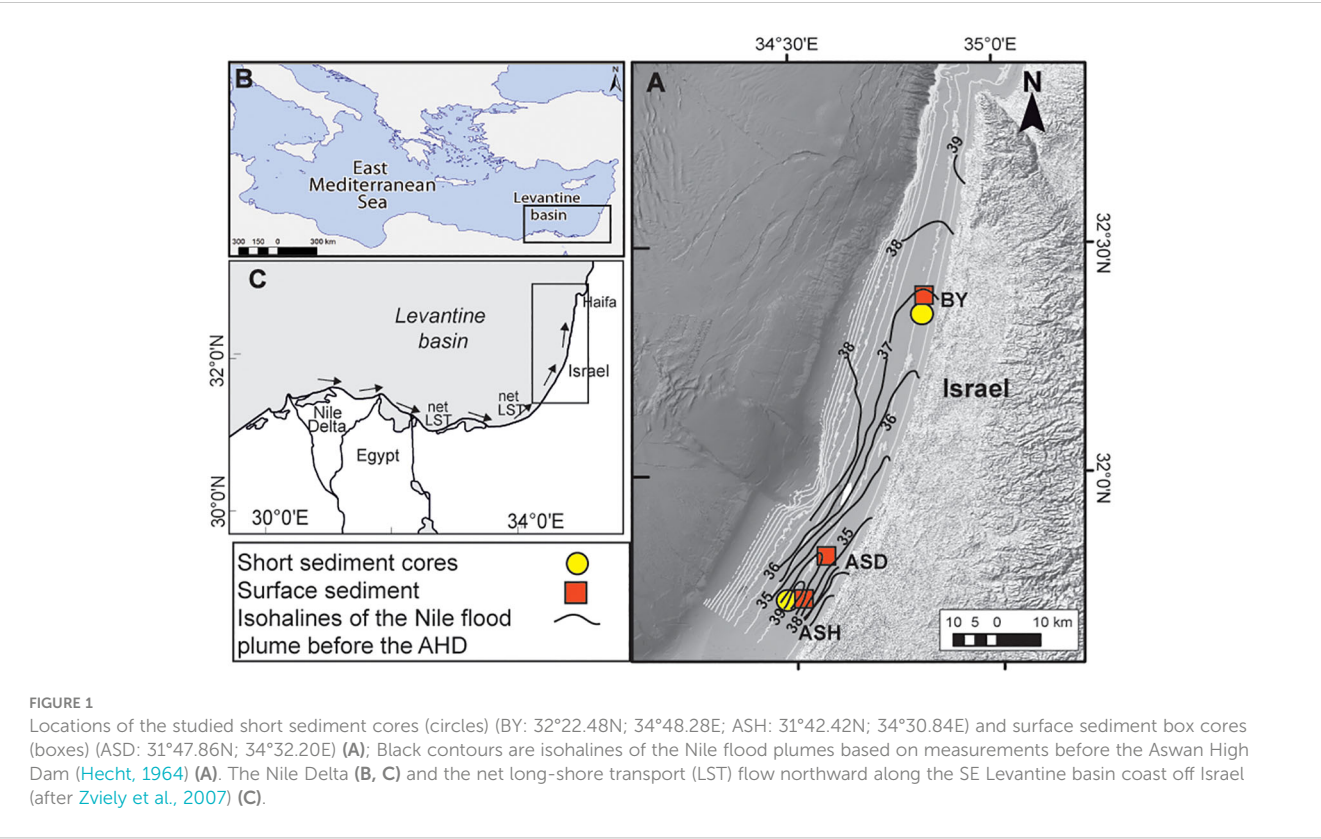 34°30'E
35°0'E
B
N
East
Mediterranean
Sea
Levantine
basin
300 150 0 300 km
A
N
39
38
32°30'N
BY
38
37
Israel
36
32°0'N
35
ASD
36
35
39
38
ASH
10 5 0 10 km
C
Levantine
basin
Haifa
Israel
32°0'N
net
LST
net
LST
Nile
Delta
Egypt
30°0'N
30°0'E
34°0'E
Short sediment cores
Surface sediment
Isohalines of the Nile flood
plume before the AHD
FIGURE 1
Locations of the studied short sediment cores (circles) (BY: 32°22.48N; 34°48.28E; ASH: 31°42.42N; 34°30.84E) and surface sediment box cores
(boxes) (ASD: 31°47.86N; 34°32.20E) (A); Black contours are isohalines of the Nile flood plumes based on measurements before the Aswan High
Dam (Hecht, 1964) (A). The Nile Delta (B, C) and the net long-shore transport (LST) flow northward along the SE Levantine basin coast off Israel
(after Zviely et al., 2007) (C).